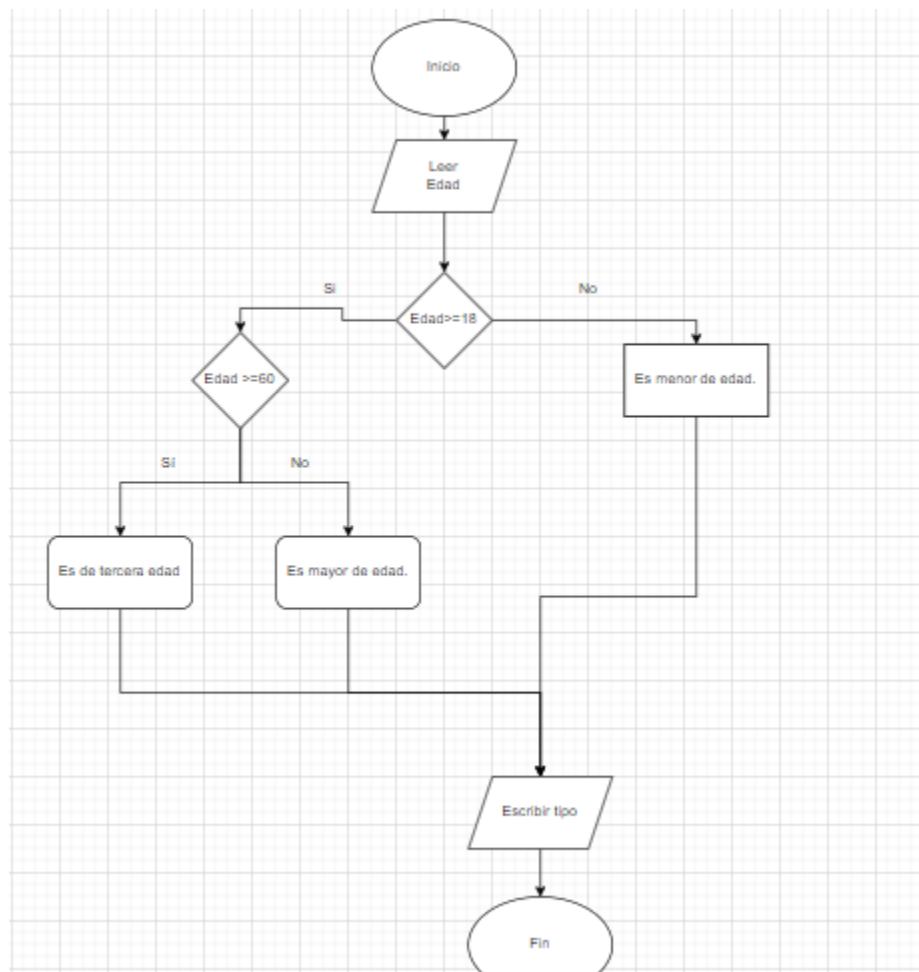 Inicio
Leer
Edad
Si
No
Edad>=18
Edad >=60
Es menor de edad.
Sí
No
Es de tercera edad
Es mayor de edad.
Escribir tipo
Fin